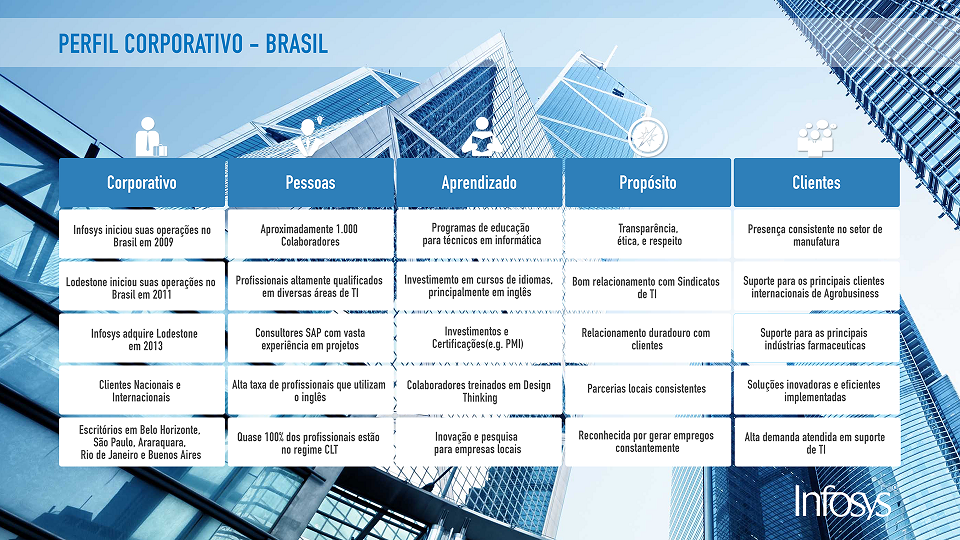 PERFIL CORPORATIVO - BRASIL
Corporativo
Pessoas
Aprendizado
Propósito
Clientes
Infosys iniciou suas operações no
Brasil em 2009
Aproximadamente 1.000
Colaboradores
Programas de educação
para técnicos em informática
Transparência,
ética, e respeito
Presença consistente no setor de
manufatura
Lodestone iniciou suas operações no
Brasil em 2011
Profissionais altamente qualificados
em diversas áreas de TI
Investimemto em cursos de idiomas,
principalmente em inglês
Bom relacionamento com Sindicatos
de TI
Suporte para os principais clientes
internacionais de Agrobusiness
Infosys adquire Lodestone
em 2013
Consultores SAP com vasta
experiência em projetos
Investimentos e
Certificações(e.g. PMI)
Relacionamento duradouro com
clientes
Suporte para as principais
indústrias farmaceuticas
Clientes Nacionais e
Internacionais
Alta taxa de profissionais que utilizam
o inglês
Colaboradores treinados em Design
Thinking
Parcerias locais consistentes
Soluções inovadoras e eficientes
implementadas
Escritórios em Belo Horizonte,
São Paulo, Araraquara,
Rio de Janeiro e Buenos Aires
Quase 100% dos profissionais estão
no regime CLT
Inovação e pesquisa
para empresas locais
Reconhecida por gerar empregos
constantemente
Alta demanda atendida em suporte
de TI
Infosys®